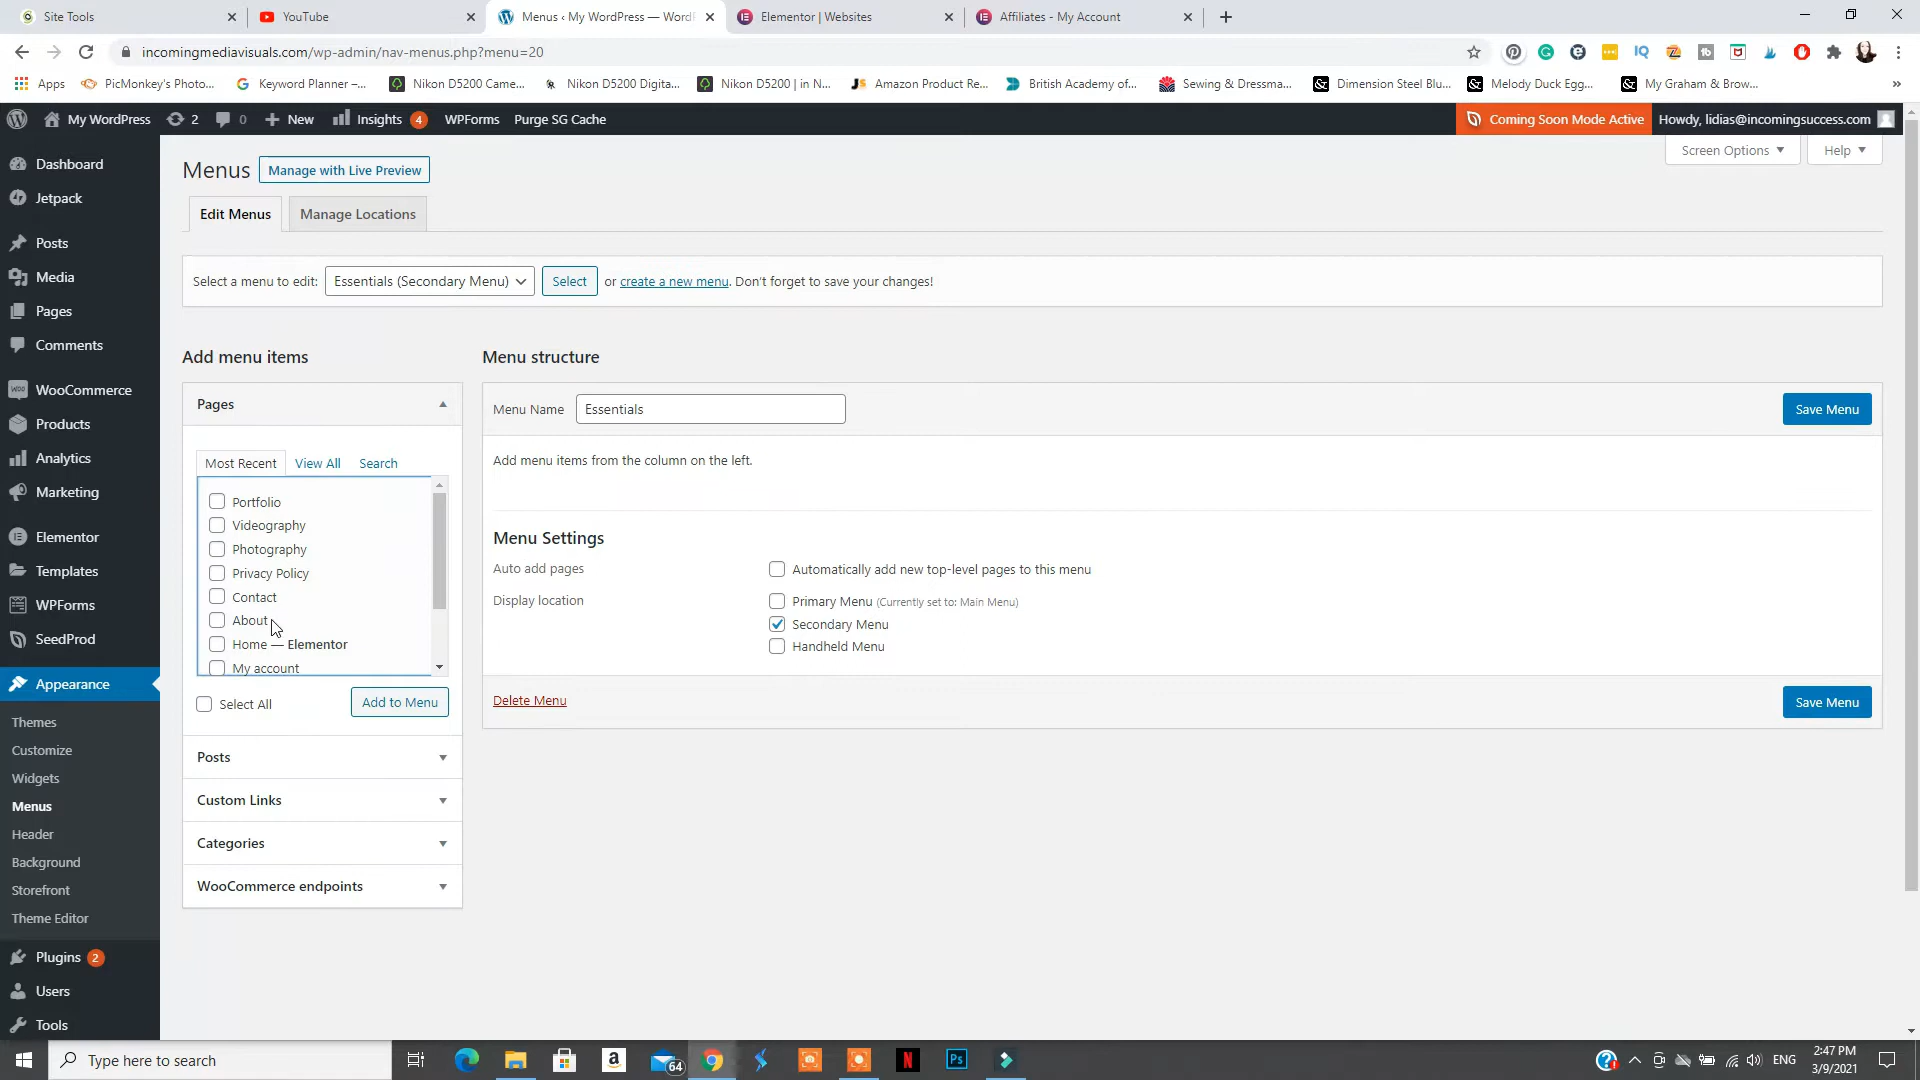 Site Tools
YouTube
Menus ‹ My WordPress — WordP
Elementor | Websites
Affiliates - My Account
incomingmediavisuals.com/wp-admin/nav-menus.php?menu=20
Apps
PicMonkey's Photo...
Keyword Planner –...
Nikon D5200 Came...
Nikon D5200 Digita...
Nikon D5200 | in N...
Amazon Product Re...
British Academy of...
Sewing & Dressma...
Dimension Steel Blu...
Melody Duck Egg...
My Graham & Brow...
My WordPress
2
0
New
Insights 4
WPForms
Purge SG Cache
Coming Soon Mode Active
Howdy, lidias@incomingsuccess.com
Screen Options
Help
Dashboard
Jetpack
Posts
Media
Pages
Comments
WooCommerce
Products
Analytics
Marketing
Elementor
Templates
WPForms
SeedProd
Appearance
Themes
Customize
Widgets
Menus
Header
Background
Storefront
Theme Editor
Plugins 2
Users
Tools
Menus
Manage with Live Preview
Edit Menus
Manage Locations
Select a menu to edit:
Essentials (Secondary Menu)
Select
or create a new menu. Don't forget to save your changes!
Add menu items
Pages
Most Recent
View All
Search
Portfolio
Videography
Photography
Privacy Policy
Contact
About
Home — Elementor
My account
Select All
Add to Menu
Posts
Custom Links
Categories
WooCommerce endpoints
Menu structure
Menu Name
Essentials
Save Menu
Add menu items from the column on the left.
Menu Settings
Auto add pages
Automatically add new top-level pages to this menu
Display location
Primary Menu (Currently set to: Main Menu)
Secondary Menu
Handheld Menu
Delete Menu
Save Menu
Type here to search
64
ENG
2:47 PM
3/9/2021